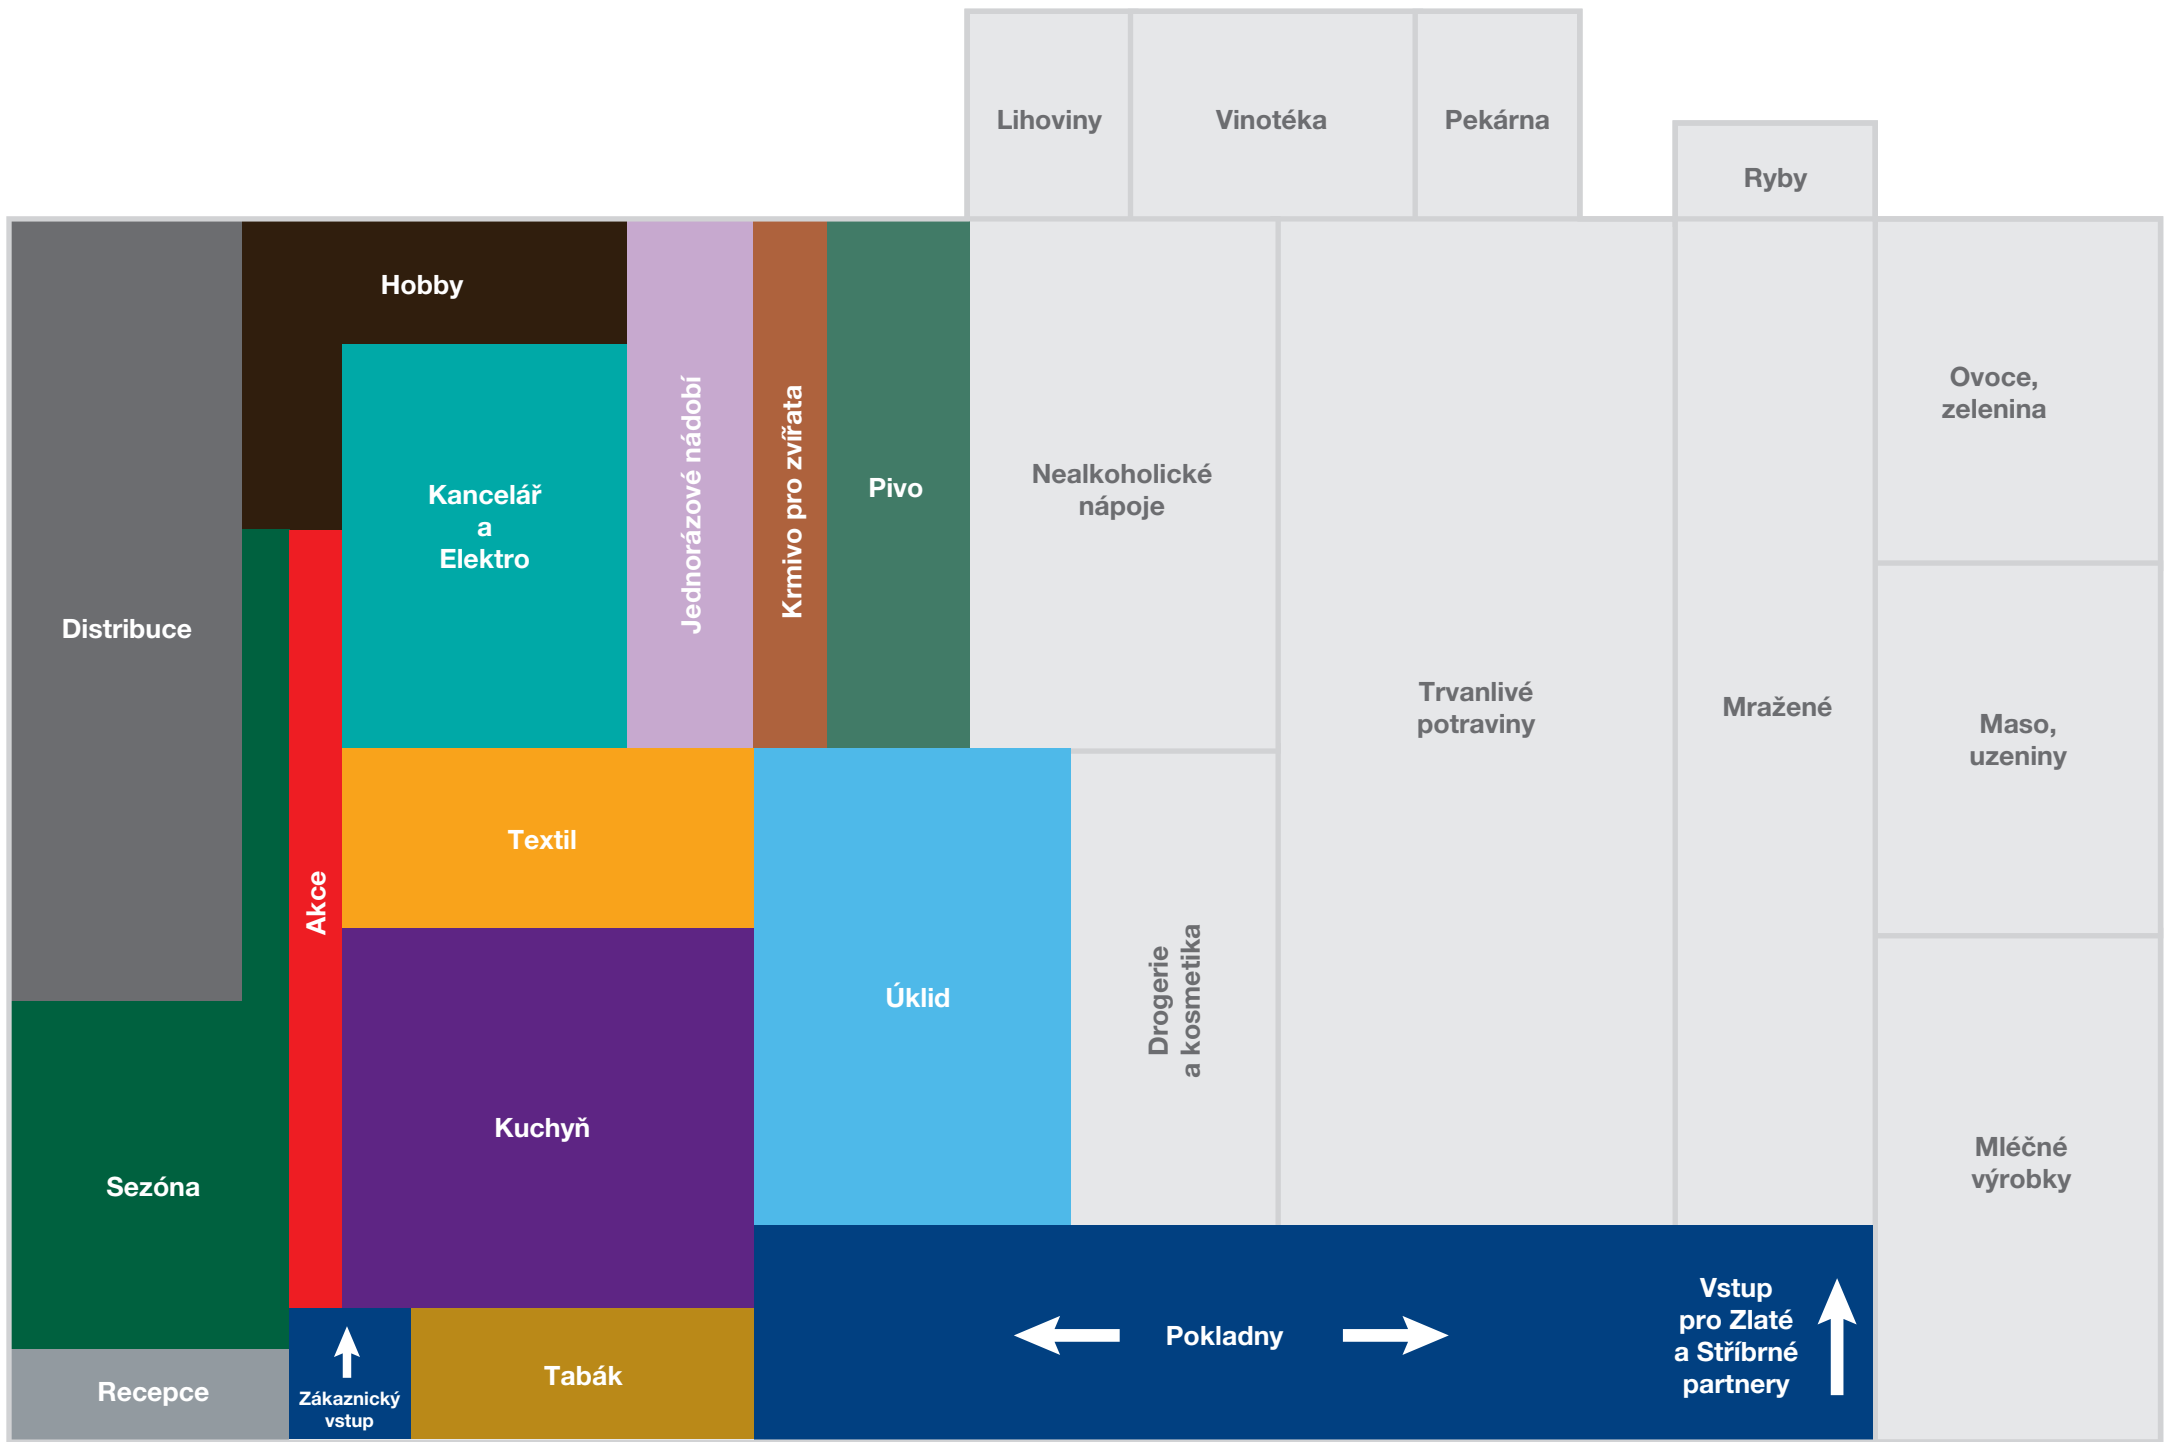 Lihoviny
Vinotéka
Pekárna
Ryby
Hobby
Distribuce
Kancelář
a
Elektro
Jednorázové nádobí
Krmivo pro zvířata
Pivo
Nealkoholické
nápoje
Trvanlivé
potraviny
Mražené
Ovoce,
zelenina
Maso,
uzeniny
Akce
Textil
Úklid
Drogerie
a kosmetika
Kuchyň
Sezóna
Mléčné
výrobky
Recepce
Zákaznický
vstup
Tabák
Pokladny
Vstup
pro Zlaté
a Stříbrné
partnery